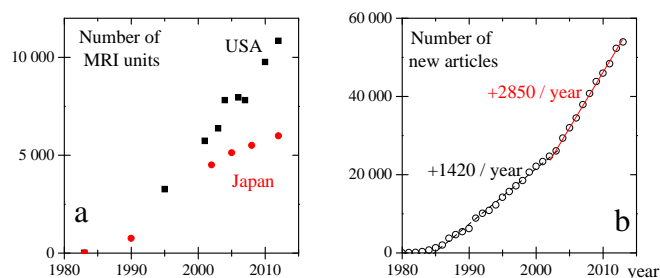 Number of
MRI units
USA
Japan
a
10 000
5 000
0
1980
1990
2000
2010
Number of
new articles
+2850 / year
+1420 / year
b
60 000
40 000
20 000
0
1980
1990
2000
2010
year